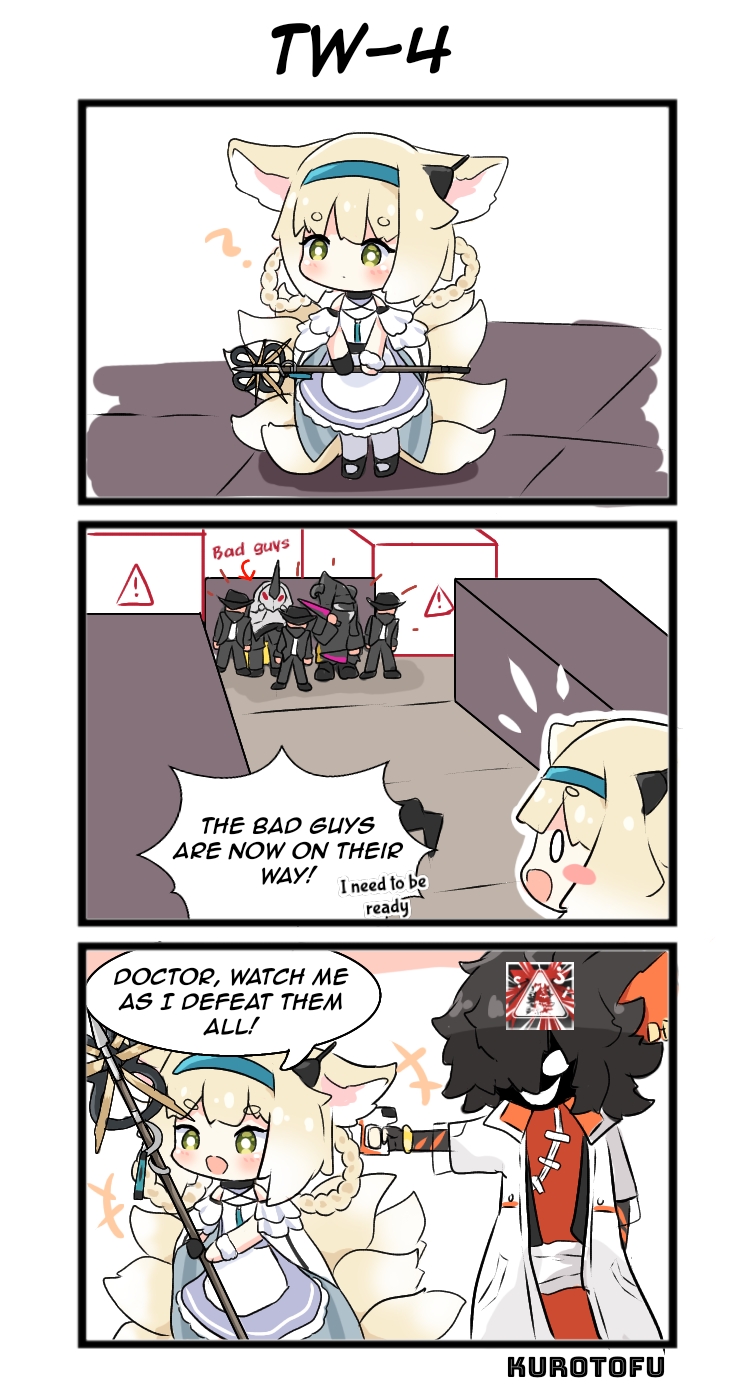 TW-4
?
Bad guys
!
!
THE BAD GUYS
ARE NOW ON THEIR
WAY!
I need to be
ready
DOCTOR, WATCH ME
AS I DEFEAT THEM
ALL!
KUROTOFU